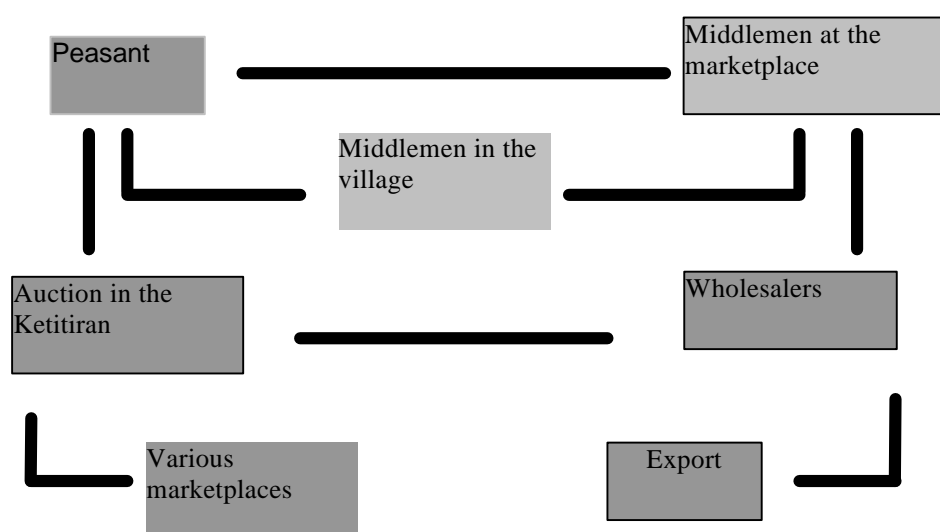 Peasant
Middlemen at the
marketplace
Middlemen in the
village
Auction in the
Ketitiran
Wholesalers
Various
marketplaces
Export